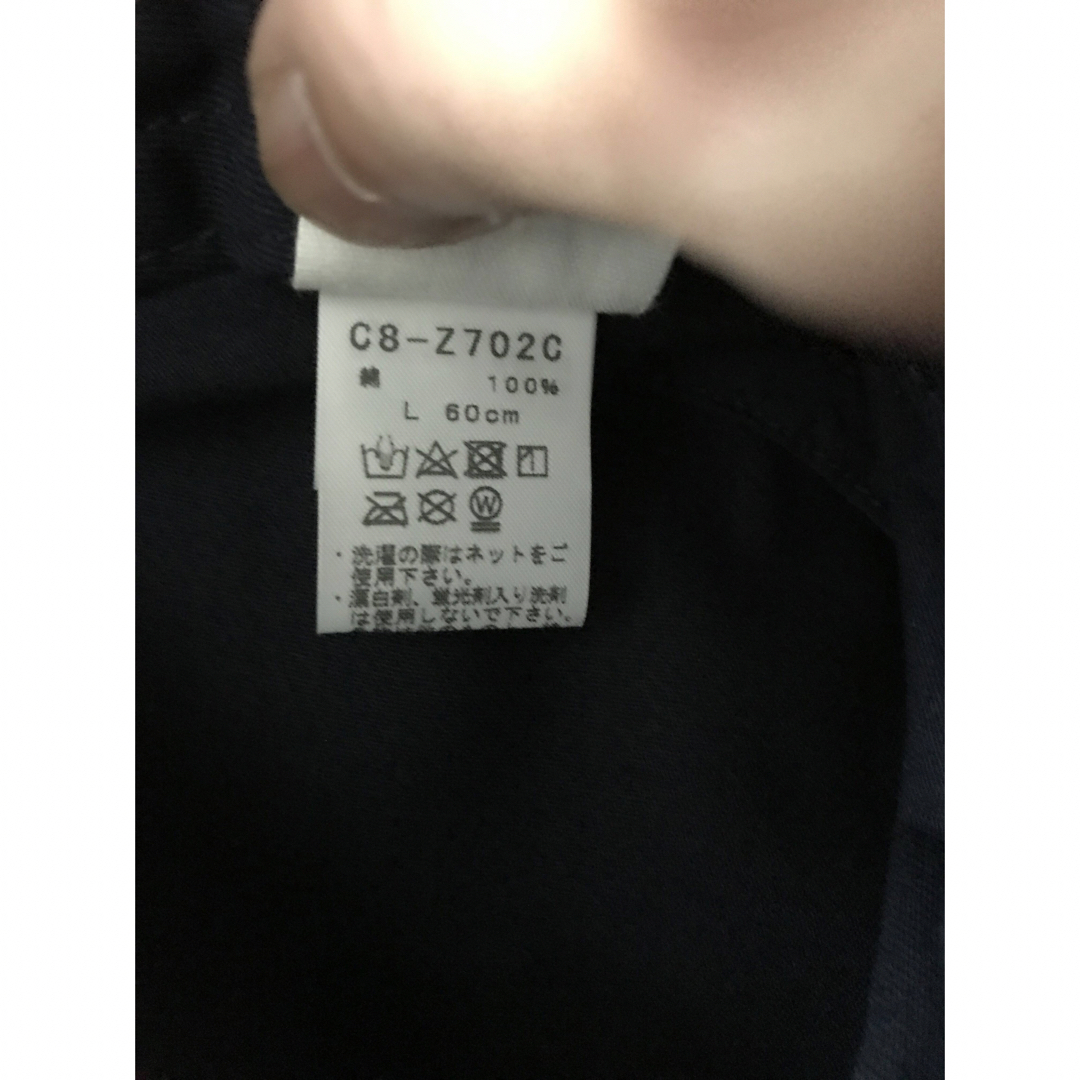 C8-Z702C
綿 100%
L 60cm
W
・洗濯の際はネットをご
使用下さい。
・漂白剤、蛍光剤入り洗剤
は使用しないで下さい。